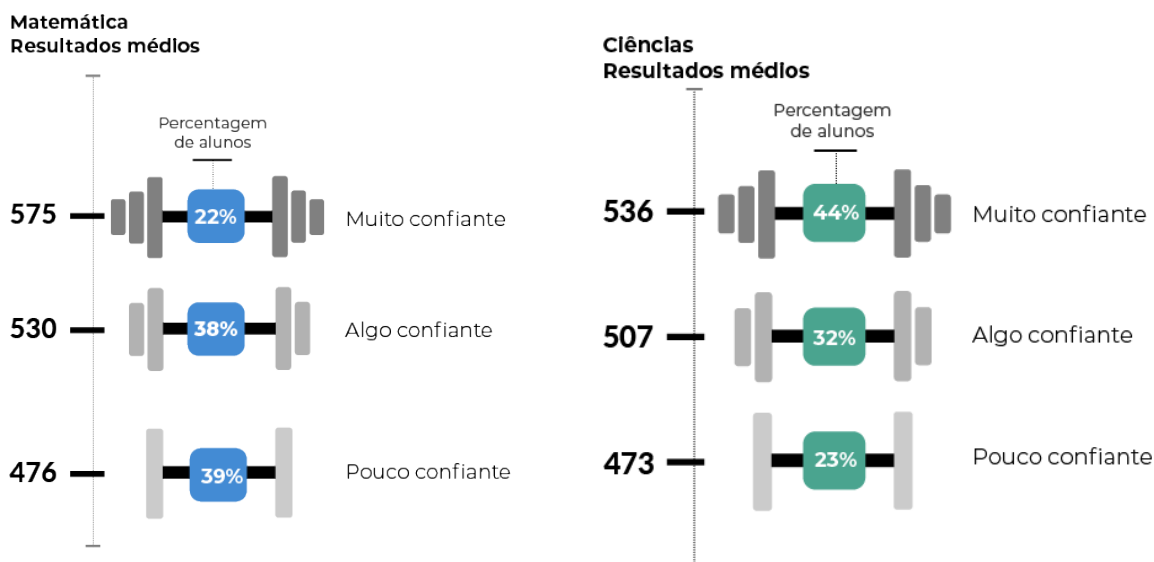 Matemática
Resultados médios
Percentagem
de alunos
575
22%
Muito confiante
530
38%
Algo confiante
476
39%
Pouco confiante
Ciências
Resultados médios
Percentagem
de alunos
536
44%
Muito confiante
507
32%
Algo confiante
473
23%
Pouco confiante